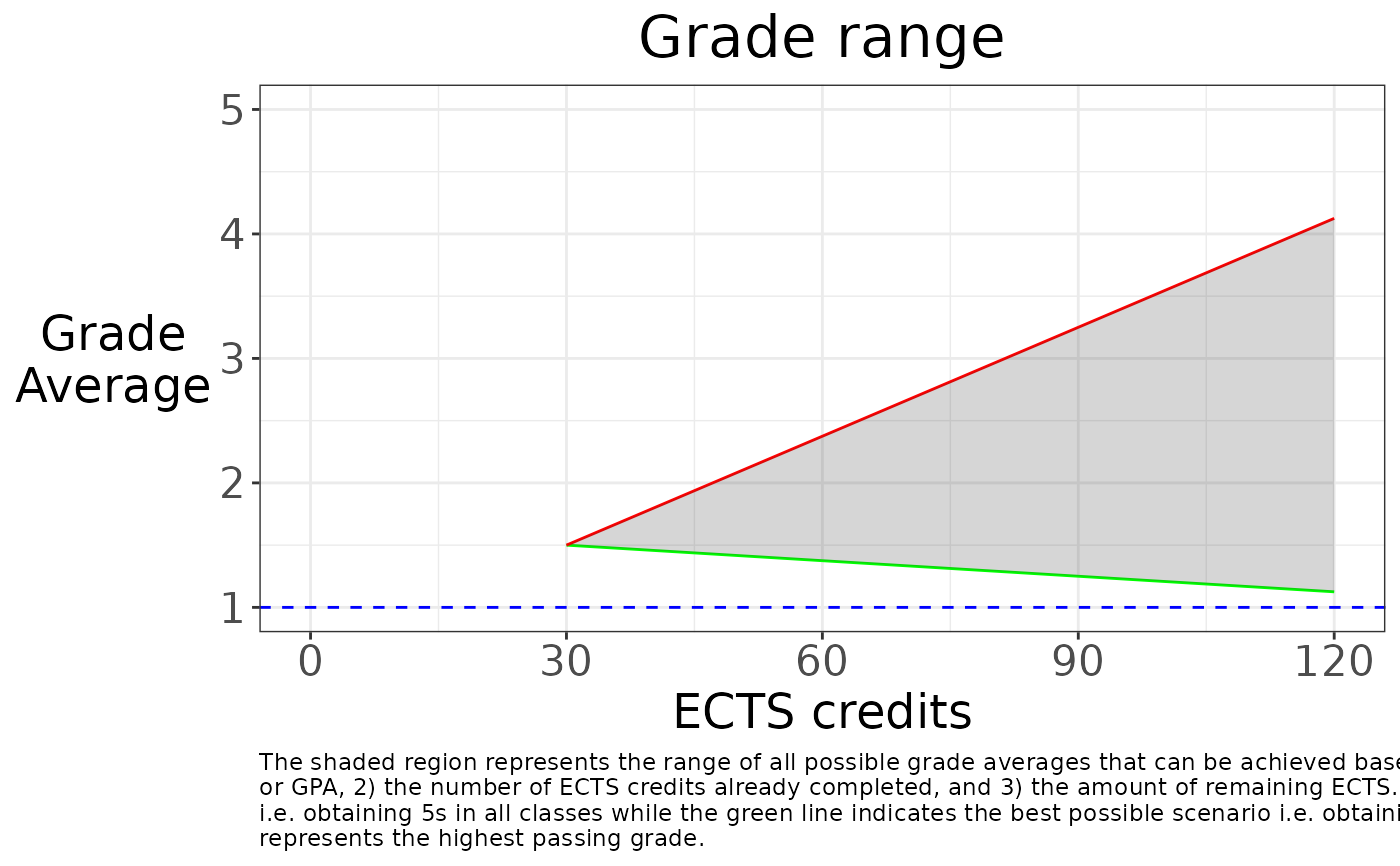 Grade range
5
4
3
2
1
Grade
Average
0 30 60 90 120
ECTS credits
The shaded region represents the range of all possible grade averages that can be achieved
or GPA, 2) the number of ECTS credits already completed, and 3) the amount of remaining ECTS.
i.e. obtaining 5s in all classes while the green line indicates the best possible scenario i.e.
represents the highest passing grade.